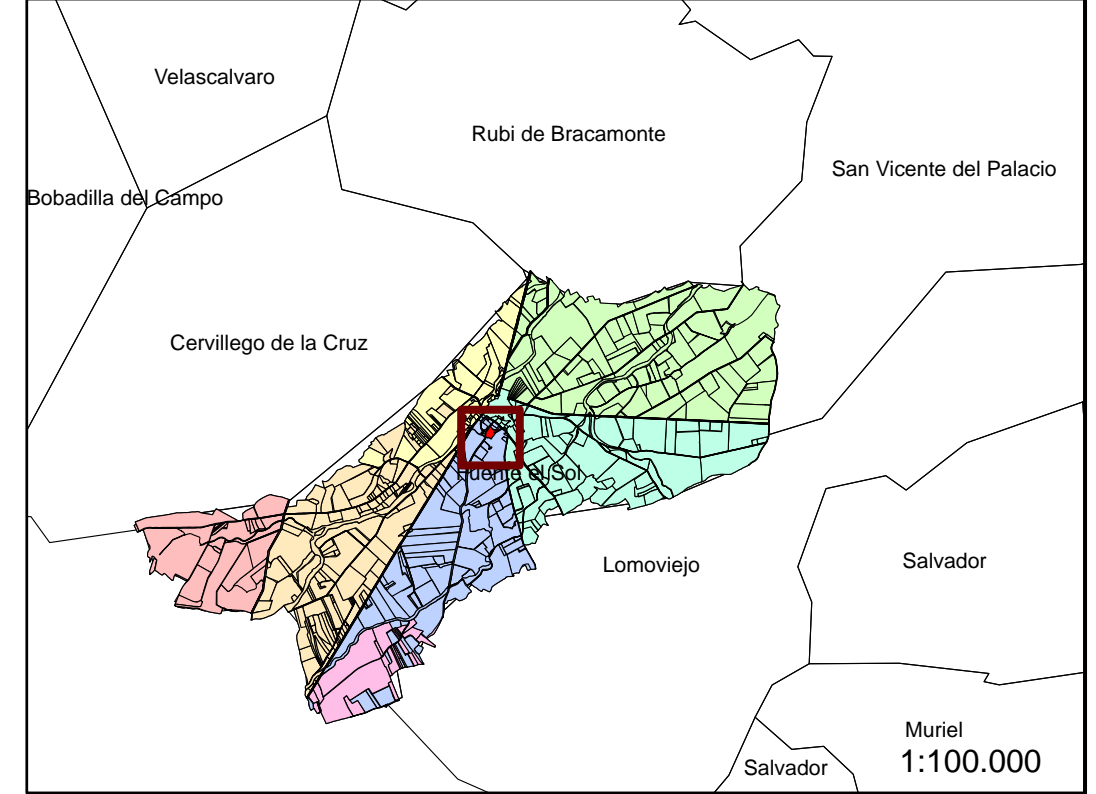 Velascalvaro
Rubi de Bracamonte
San Vicente del Palacio
Bobadilla del Campo
Cervillego de la Cruz
Fuente el Sol
Lomoviejo
Salvador
Muriel
1:100.000
Salvador